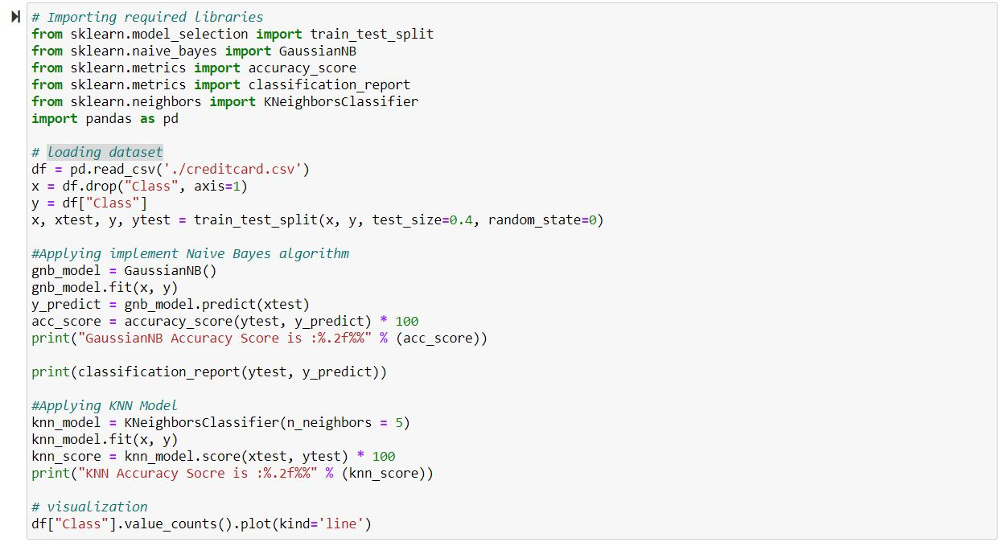 # Importing required libraries
from sklearn.model_selection import train_test_split
from sklearn.naive_bayes import GaussianNB
from sklearn.metrics import accuracy_score
from sklearn.metrics import classification_report
from sklearn.neighbors import KNeighborsClassifier
import pandas as pd
# loading dataset
df = pd.read_csv('./creditcard.csv')
x = df.drop("Class", axis=1)
y = df["Class"]
x, xtest, y, ytest = train_test_split(x, y, test_size=0.4, random_state=0)
#Applying implement Naive Bayes algorithm
gnb_model = GaussianNB()
gnb_model.fit(x, y)
y_predict = gnb_model.predict(xtest)
acc_score = accuracy_score(ytest, y_predict) * 100
print("GaussianNB Accuracy Score is :%.2f%%" % (acc_score))
print(classification_report(ytest, y_predict))
#Applying KNN Model
knn_model = KNeighborsClassifier(n_neighbors = 5)
knn_model.fit(x, y)
knn_score = knn_model.score(xtest, ytest) * 100
print("KNN Accuracy Socre is :%.2f%%" % (knn_score))
# visualization
df["Class"].value_counts().plot(kind='line')